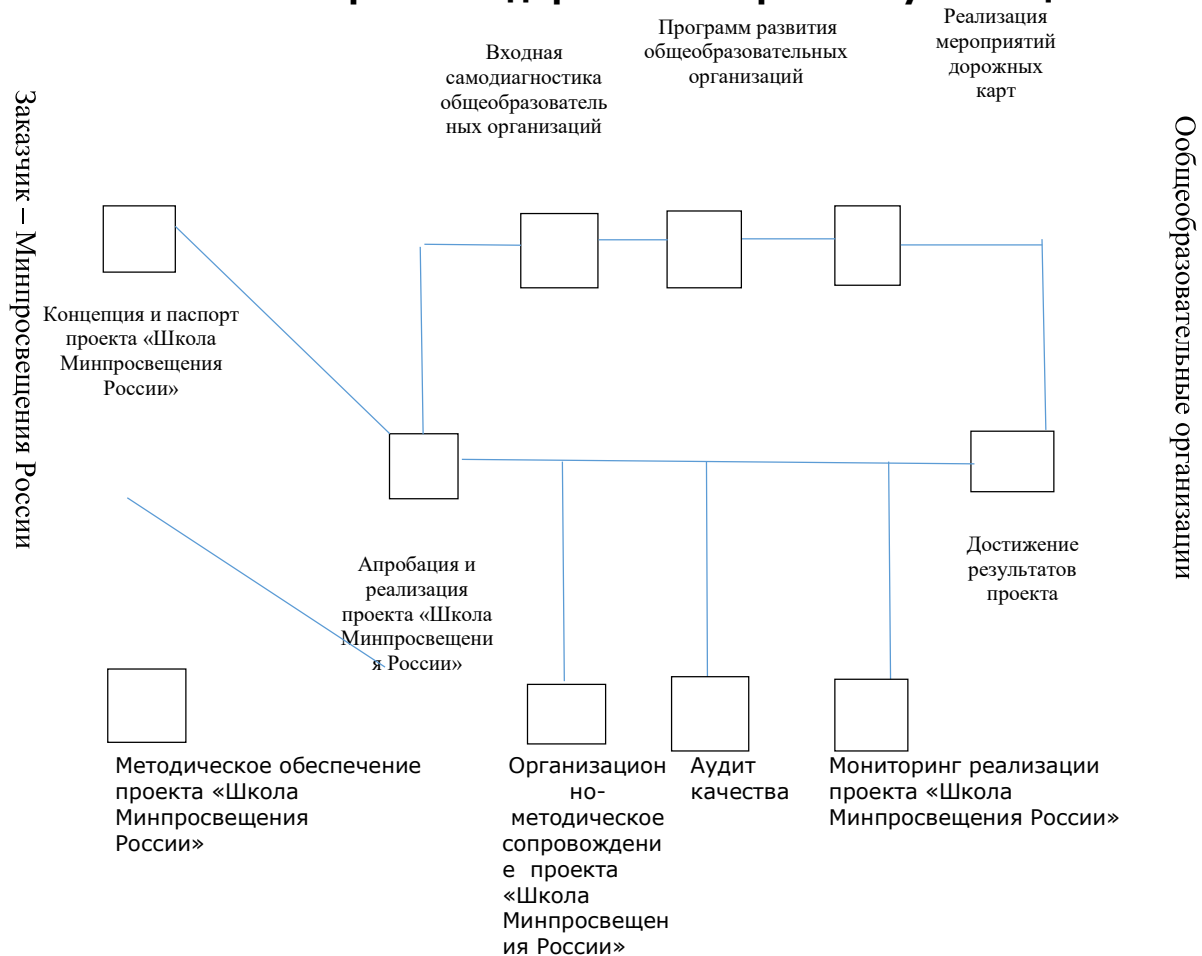 Программ развития
общеобразовательных
организаций
Реализация
мероприятий
дорожных
карт
Входная
самодиагностика
общеобразователь
ных организаций
Заказчик – Минпросвещения России
Ообщеобразовательные организации
Концепция и паспорт
проекта «Школа
Минпросвещения
России»
Апробация и
реализация
проекта «Школа
Минпросвещени
я России»
Достижение
результатов
проекта
Методическое обеспечение
проекта «Школа
Минпросвещения
России»
Организацион
но-
методическое
сопровождени
е проекта
«Школа
Минпросвещен
ия России»
Аудит
качества
Мониторинг реализации
проекта «Школа
Минпросвещения России»